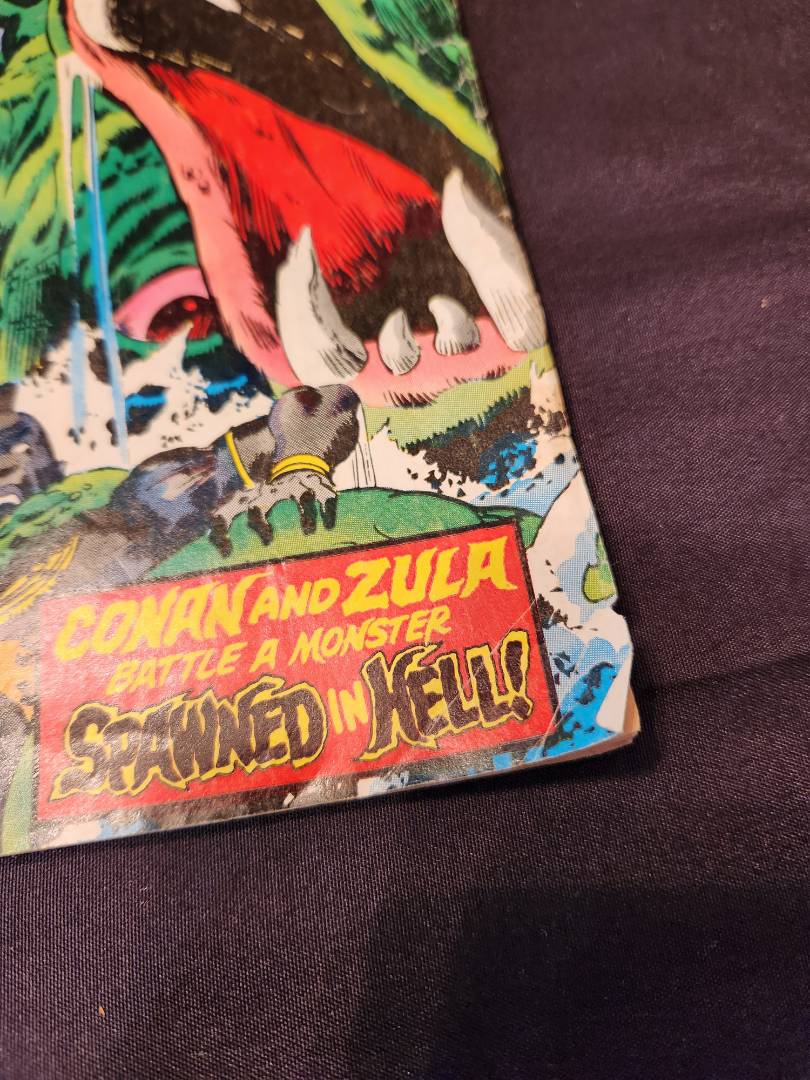 CONAN AND ZULA
BATTLE A MONSTER
SPAWNED IN HELL!